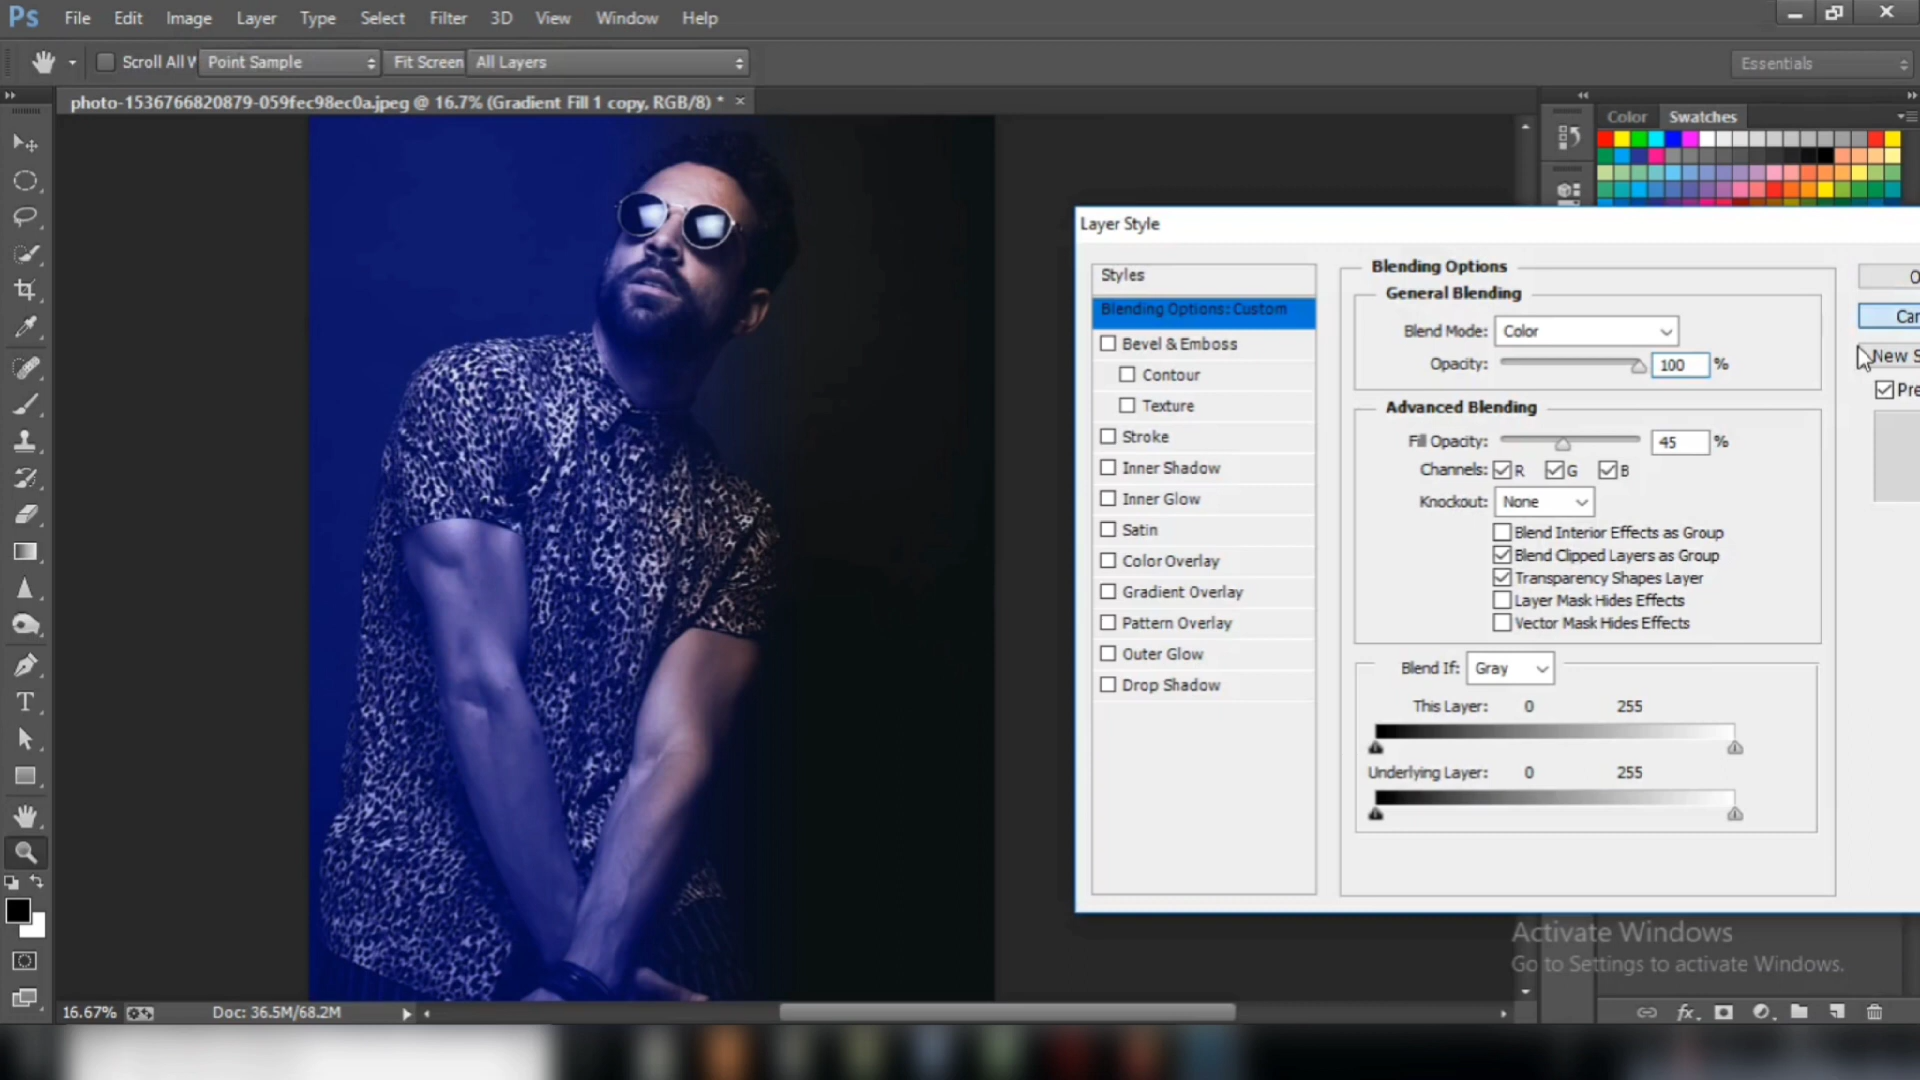 Ps File Edit Image Layer Type Select Filter 3D View Window Help
Scroll All W Point Sample Fit Screen All Layers Essentials
photo-1536766820879-059fec98ec0a.jpeg @ 16.7% (Gradient Fill 1 copy, RGB/8) *
Color Swatches
Layer Style
Styles
Blending Options: Custom
Bevel & Emboss
Contour
Texture
Stroke
Inner Shadow
Inner Glow
Satin
Color Overlay
Gradient Overlay
Pattern Overlay
Outer Glow
Drop Shadow
Blending Options
General Blending
Blend Mode: Color
Opacity: 100 %
Advanced Blending
Fill Opacity: 45 %
Channels: R G B
Knockout: None
Blend Interior Effects as Group
Blend Clipped Layers as Group
Transparency Shapes Layer
Layer Mask Hides Effects
Vector Mask Hides Effects
Blend If: Gray
This Layer: 0 255
Underlying Layer: 0 255
O
Can
New S
Pre
Activate Windows
Go to Settings to activate Windows.
16.67% Doc: 36.5M/68.2M
fx